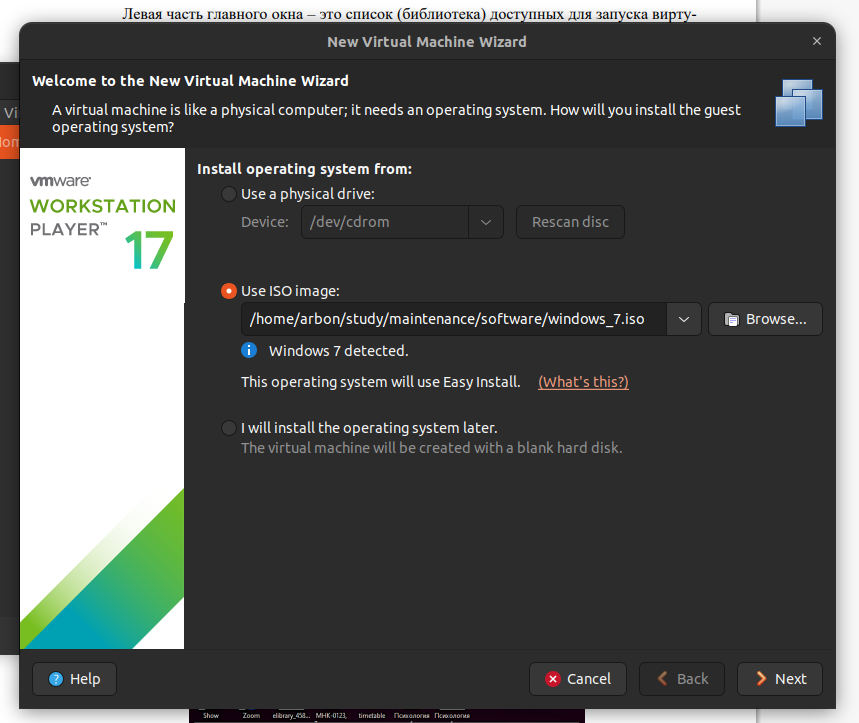 Левая часть главного окна – это список (библиотека) доступных для запуска вирту-
New Virtual Machine Wizard
Welcome to the New Virtual Machine Wizard
A virtual machine is like a physical computer; it needs an operating system. How will you install the guest
operating system?
Vi
vmware
WORKSTATION
PLAYER™
17
Install operating system from:
Use a physical drive:
Device:
/dev/cdrom
Rescan disc
Use ISO image:
/home/arbon/study/maintenance/software/windows_7.iso
Browse...
Windows 7 detected.
This operating system will use Easy Install. (What's this?)
I will install the operating system later.
The virtual machine will be created with a blank hard disk.
Help
Cancel
Back
Next
Show Zoom elibrary_458... МНК-0123, timetable Психология Психология